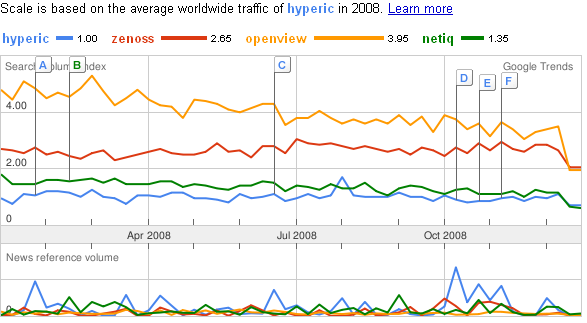 Scale is based on the average worldwide traffic of hyperic in 2008. Learn more
hyperic 1.00 zenoss 2.65 openview 3.95 netiq 1.35
Search Volume Index Google Trends
A B C D E F
4.00
2.00
0
Apr 2008 Jul 2008 Oct 2008
News reference volume
0